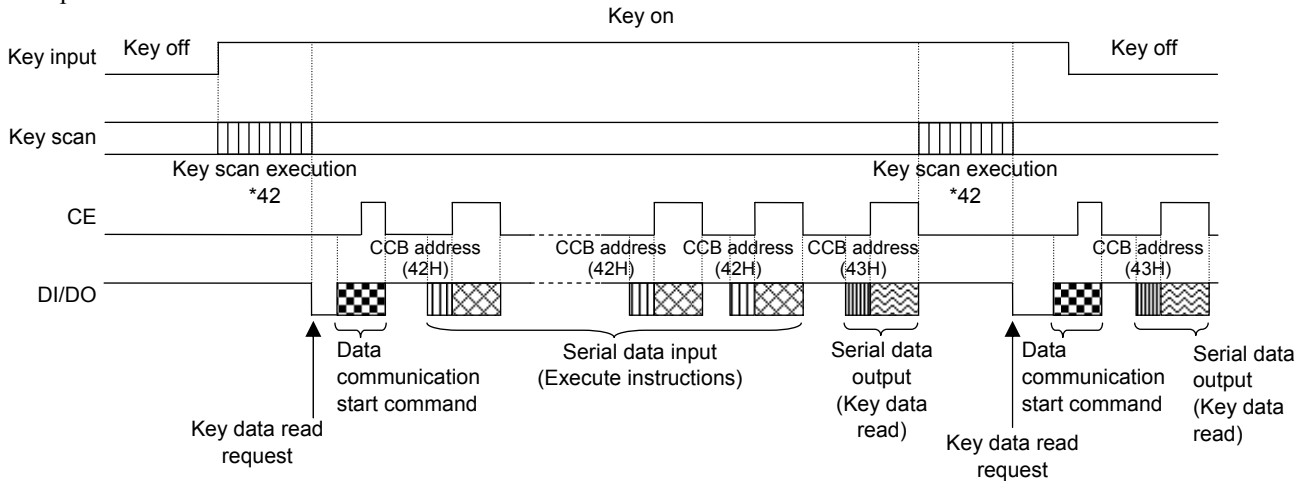 Key on
Key input
Key off
Key off
Key scan
Key scan execution
*42
Key scan execution
*42
CE
CCB address
(42H)
CCB address
(42H)
CCB address
(42H)
CCB address
(43H)
CCB address
(43H)
DI/DO
Data
communication
start command
Serial data input
(Execute instructions)
Serial data
output
(Key data
read)
Data
communication
start command
Serial data
output
(Key data
read)
Key data read
request
Key data read
request